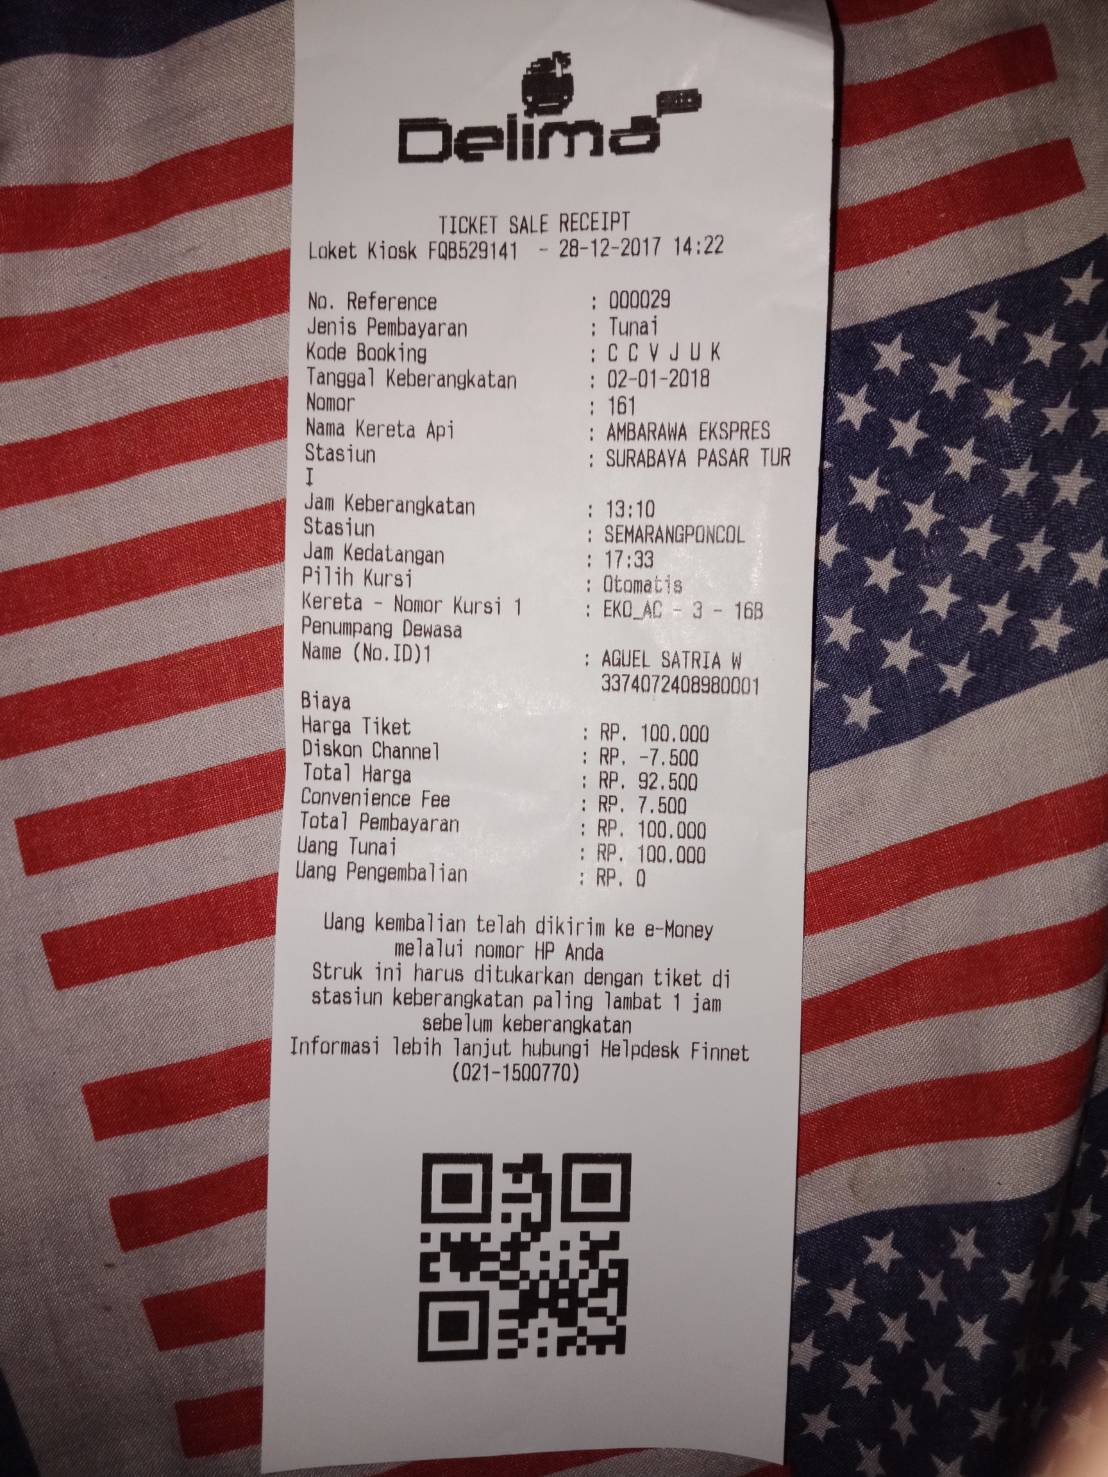 Delima
TICKET SALE RECEIPT
Loket Kiosk FQB529141 - 28-12-2017 14:22
No. Reference : 000029
Jenis Pembayaran : Tunai
Kode Booking : C C V J U K
Tanggal Keberangkatan : 02-01-2018
Nomor : 161
Nama Kereta Api : AMBARAWA EKSPRES
Stasiun : SURABAYA PASAR TUR
I
Jam Keberangkatan : 13:10
Stasiun : SEMARANGPONCOL
Jam Kedatangan : 17:33
Pilih Kursi : Otomatis
Kereta - Nomor Kursi 1 : EKO_AC - 3 - 16B
Penumpang Dewasa
Name (No.ID)1 : AGUEL SATRIA W
3374072408980001
Biaya
Harga Tiket : RP. 100.000
Diskon Channel : RP. -7.500
Total Harga : RP. 92.500
Convenience Fee : RP. 7.500
Total Pembayaran : RP. 100.000
Uang Tunai : RP. 100.000
Uang Pengembalian : RP. 0
Uang kembalian telah dikirim ke e-Money
melalui nomor HP Anda
Struk ini harus ditukarkan dengan tiket di
stasiun keberangkatan paling lambat 1 jam
sebelum keberangkatan
Informasi lebih lanjut hubungi Helpdesk Finnet
(021-1500770)